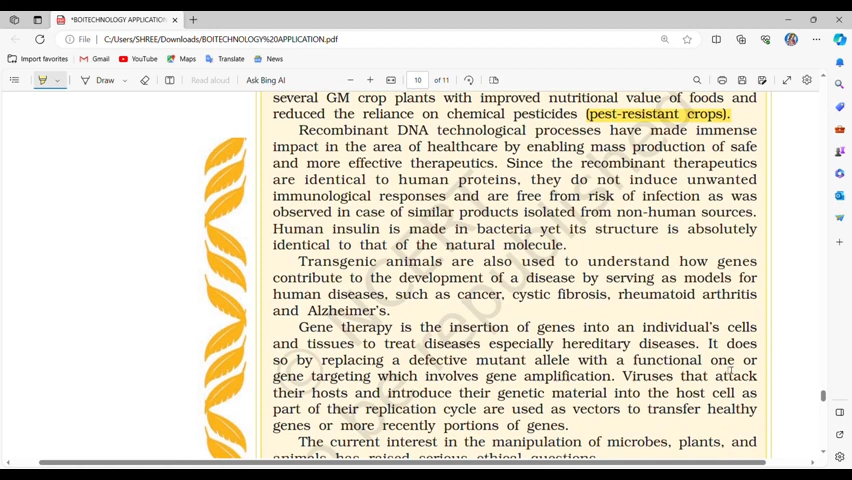 *BOITECHNOLOGY APPLICATION.
File
C:/Users/SHREE/Downloads/BOITECHNOLOGY%20APPLICATION.pdf
Import favorites
Gmail
YouTube
Maps
Translate
News
Draw
Read aloud
Ask Bing AI
10 of 11
several GM crop plants with improved nutritional value of foods and
reduced the reliance on chemical pesticides (pest-resistant crops).
Recombinant DNA technological processes have made immense
impact in the area of healthcare by enabling mass production of safe
and more effective therapeutics. Since the recombinant therapeutics
are identical to human proteins, they do not induce unwanted
immunological responses and are free from risk of infection as was
observed in case of similar products isolated from non-human sources.
Human insulin is made in bacteria yet its structure is absolutely
identical to that of the natural molecule.
Transgenic animals are also used to understand how genes
contribute to the development of a disease by serving as models for
human diseases, such as cancer, cystic fibrosis, rheumatoid arthritis
and Alzheimer's.
Gene therapy is the insertion of genes into an individual's cells
and tissues to treat diseases especially hereditary diseases. It does
so by replacing a defective mutant allele with a functional one or
gene targeting which involves gene amplification. Viruses that attack
their hosts and introduce their genetic material into the host cell as
part of their replication cycle are used as vectors to transfer healthy
genes or more recently portions of genes.
The current interest in the manipulation of microbes, plants, and
animals has raised serious ethical questions.
© NCERT
be republished